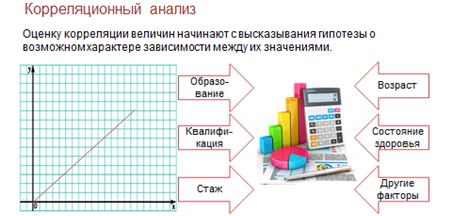 Корреляционный анализ
Оценку корреляции величин начинают с высказывания гипотезы о
возможном характере зависимости между их значениями.
y
Образо-
вание
Возраст
Квалифи-
кация
Состояние
здоровья
Стаж
Другие
факторы
0
x